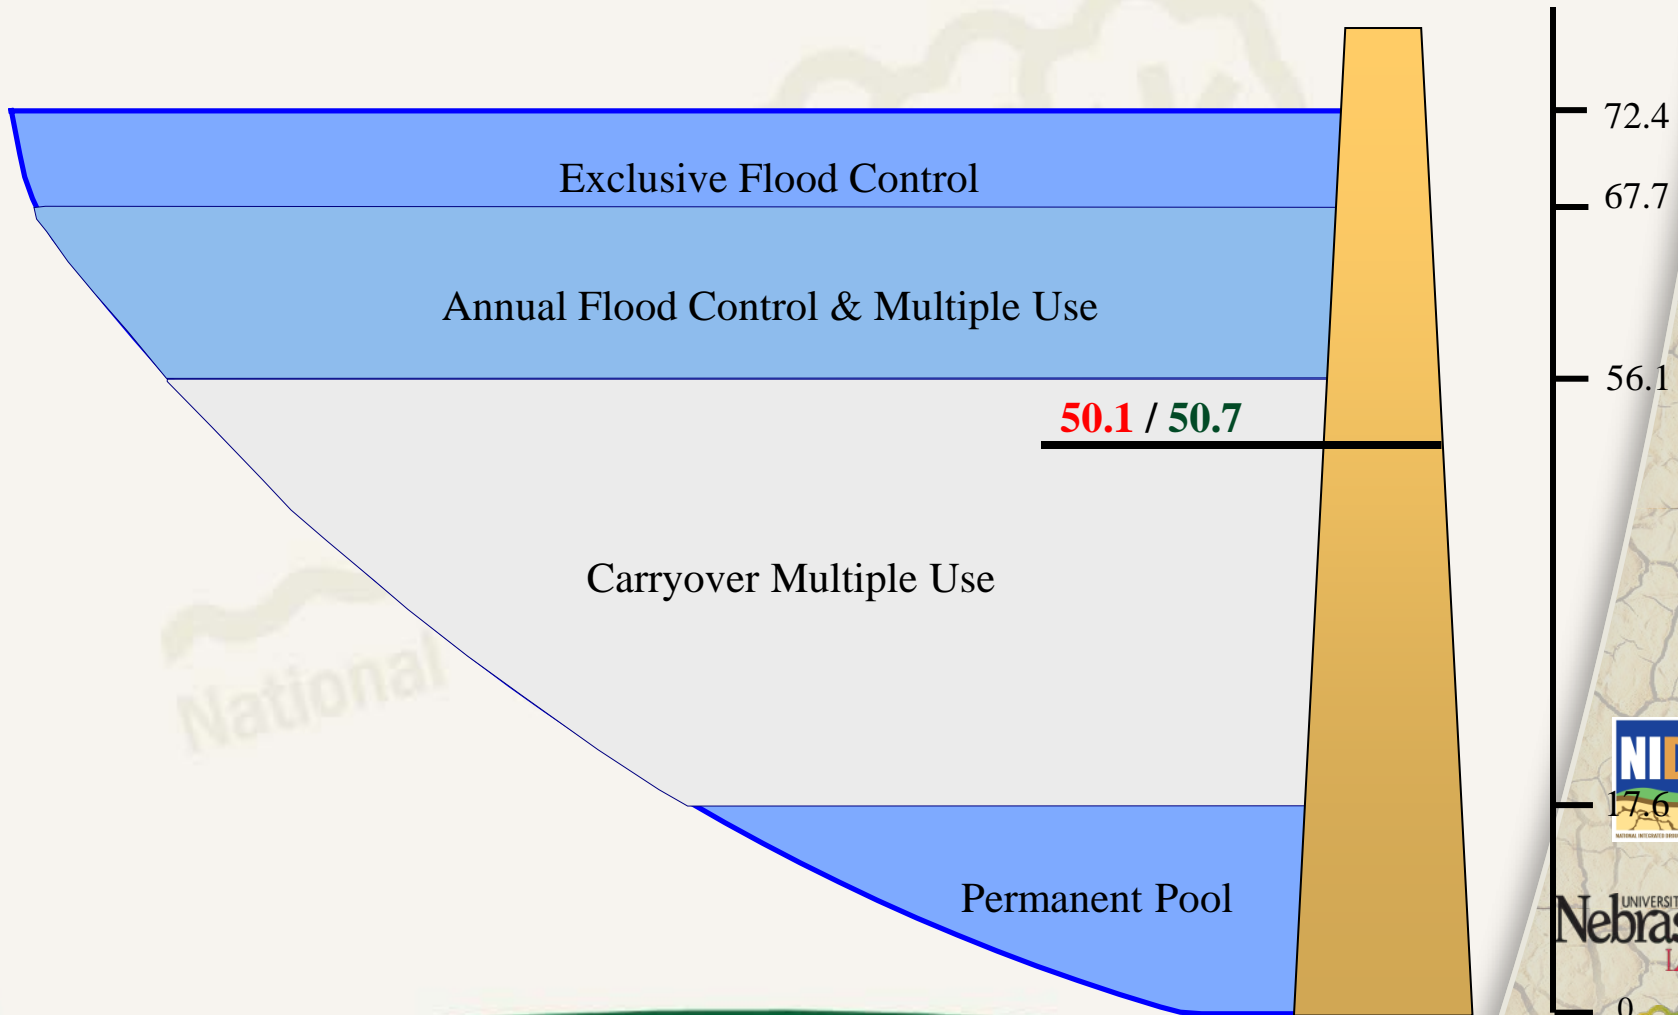 72.4
Exclusive Flood Control
67.7
Annual Flood Control & Multiple Use
56.1
50.1 / 50.7
Carryover Multiple Use
National
NI
17.6
Permanent Pool
0